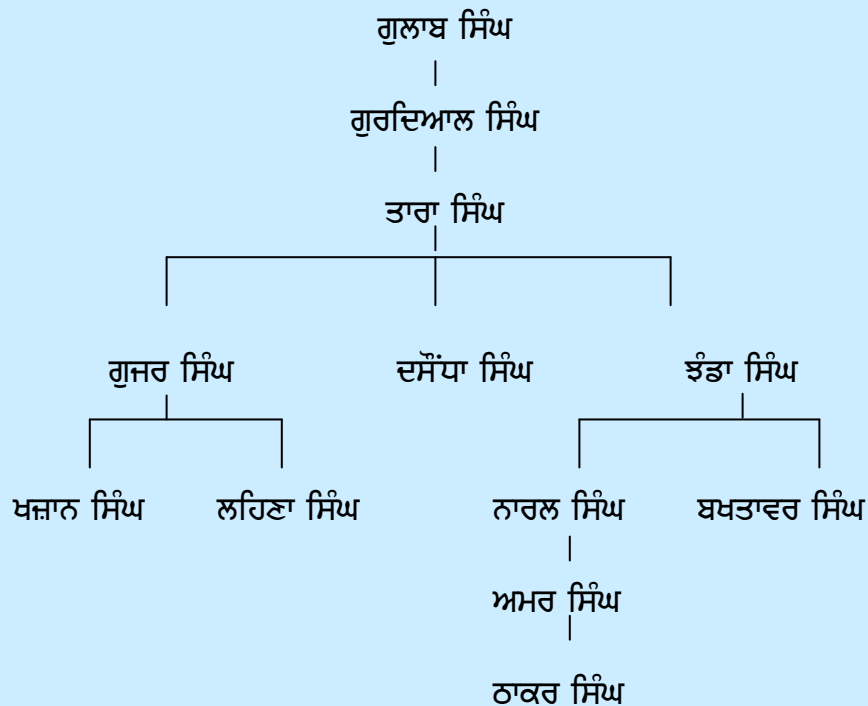 ਗੁਲਾਬ ਸਿੰਘ
ਗੁਰਦਿਆਲ ਸਿੰਘ
ਤਾਰਾ ਸਿੰਘ
ਗੁਜਰ ਸਿੰਘ ਦਸੌਂਧਾ ਸਿੰਘ ਝੰਡਾ ਸਿੰਘ
ਖਜ਼ਾਨ ਸਿੰਘ ਲਹਿਣਾ ਸਿੰਘ ਨਾਰਲ ਸਿੰਘ ਬਖਤਾਵਰ ਸਿੰਘ
ਅਮਰ ਸਿੰਘ
ਠਾਕਰ ਸਿੰਘ